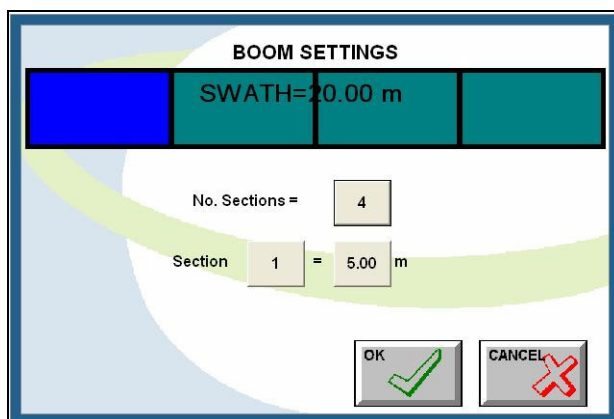 BOOM SETTINGS
SWATH=20.00 m
No. Sections = 4
Section 1 = 5.00 m
OK CANCEL